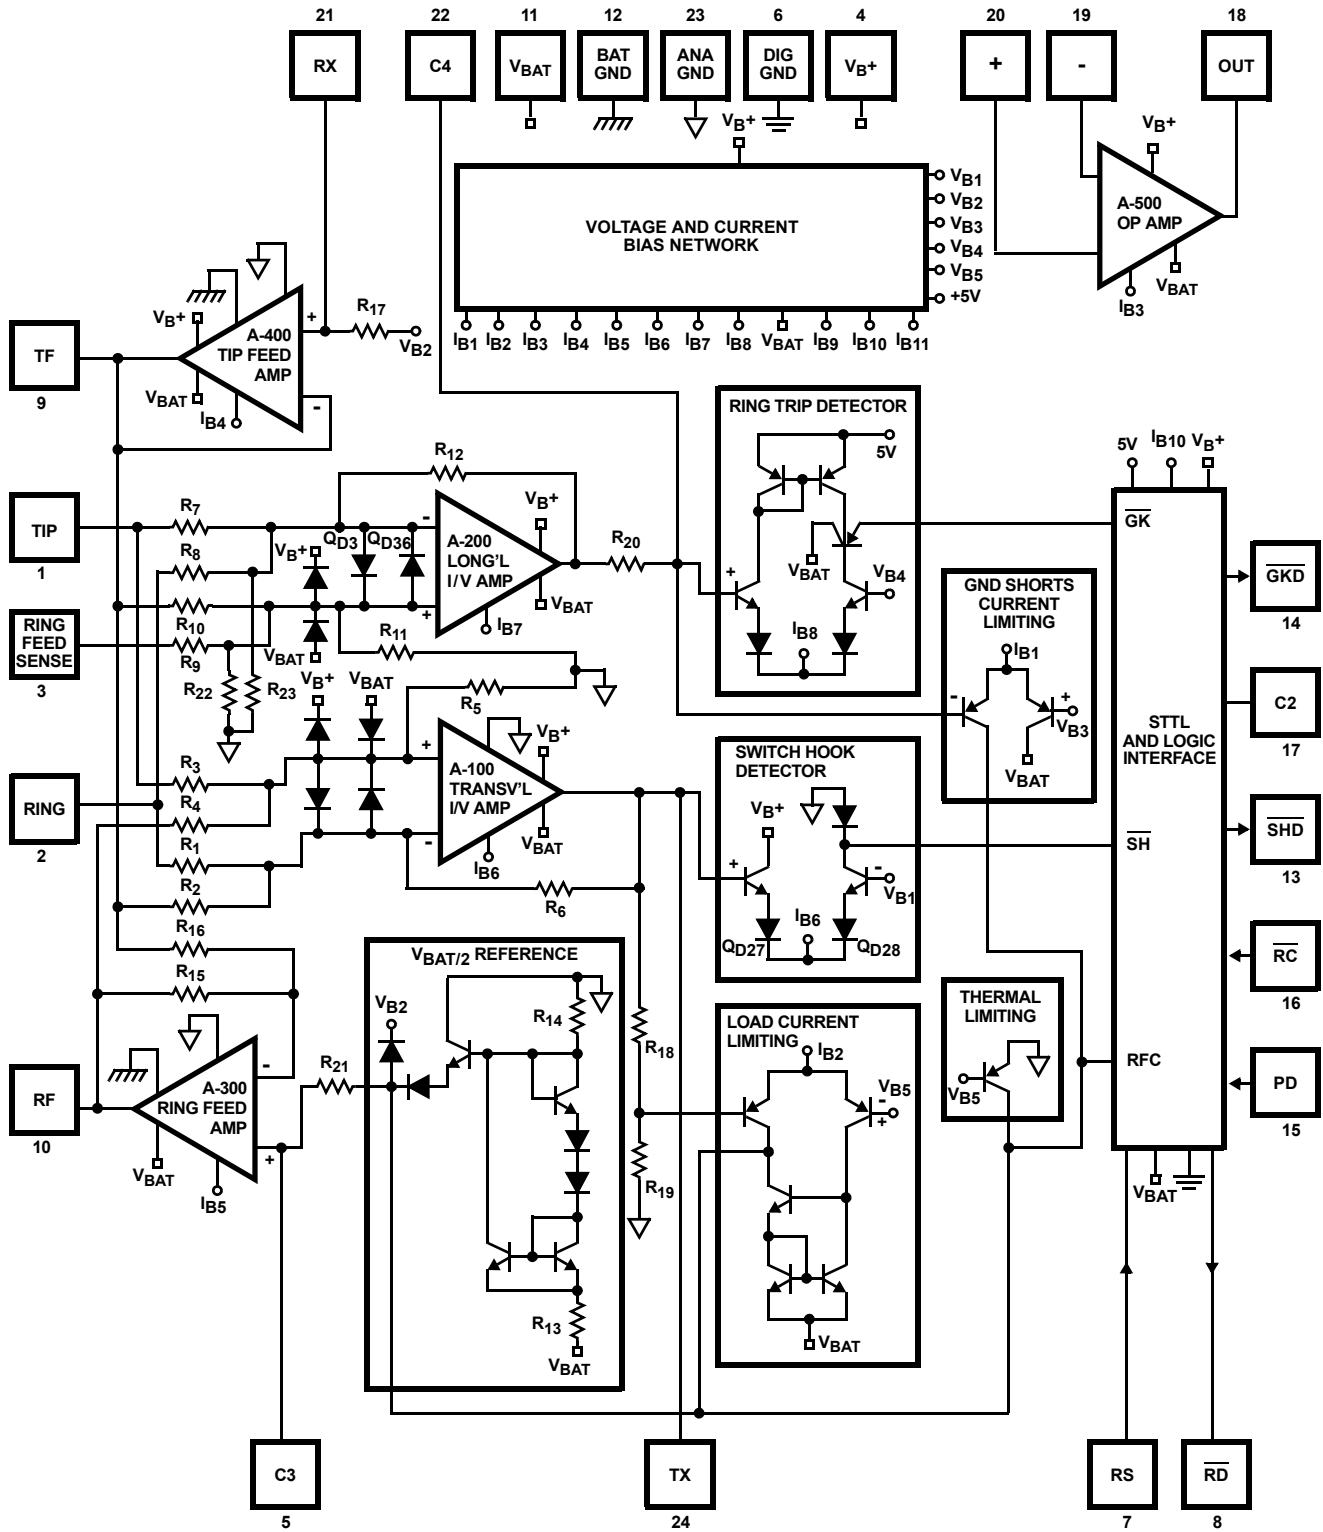 21
22
11
12
23
6
4
20
19
18
RX
C4
VBAT
BAT GND
ANA GND
DIG GND
VB+
+
-
OUT
VB+
VB+
VOLTAGE AND CURRENT
BIAS NETWORK
VB1
VB2
VB3
VB4
VB5
+5V
A-500
OP AMP
VBAT
IB3
IB1
IB2
IB3
IB4
IB5
IB6
IB7
IB8
VBAT
IB9
IB10
IB11
TF
9
VB+
A-400
TIP FEED
AMP
+
-
R17
VB2
VBAT
IB4
RING TRIP DETECTOR
5V
+
VBAT
VB4
IB8
TIP
1
R7
R8
R10
R9
R12
QD3
QD36
VB+
-
A-200
LONG'L
I/V AMP
+
VB+
VBAT
IB7
R20
VBAT
R11
R5
RING
FEED
SENSE
3
R22
R23
VB+
VBAT
GND SHORTS
CURRENT
LIMITING
IB1
-
+
VB3
VBAT
5V
IB10
VB+
GK
STTL
AND LOGIC
INTERFACE
SH
RFC
VBAT
GKD
14
C2
17
SHD
13
RC
16
PD
15
RING
2
R3
R4
R1
R2
R16
R15
+
A-100
TRANSV'L
I/V AMP
-
VB+
VBAT
IB6
R6
SWITCH HOOK
DETECTOR
VB+
+
-
VB1
IB6
QD27
QD28
RF
10
-
A-300
RING FEED
AMP
+
VBAT
IB5
R21
VBAT/2 REFERENCE
VB2
R14
R13
VBAT
R18
R19
LOAD CURRENT
LIMITING
IB2
VB5
-
+
VBAT
THERMAL
LIMITING
VB5
C3
5
TX
24
RS
7
RD
8